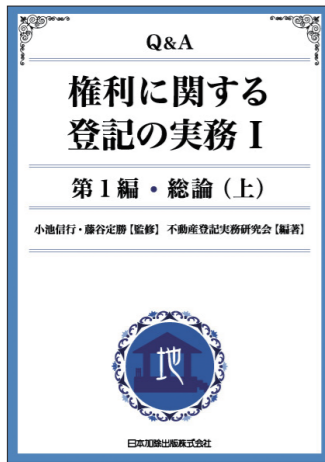 Q&A
権利に関する
登記の実務 I
第1編・総論(上)
小池信行・藤谷定勝【監修】 不動産登記実務研究会【編著】
地
日本加除出版株式会社